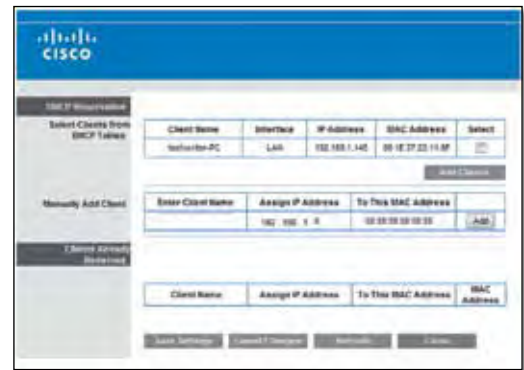 CISCO
DHCP Reservation
Select Clients from DHCP Tables
Client Name Interface IP Address MAC Address Select
LAN
Add Clients
Manually Add Client
Enter Client Name Assign IP Address To This MAC Address
Add
Clients Already Reserved
Client Name Assign IP Address To This MAC Address MAC Address
Save Settings Cancel Changes Refresh Close